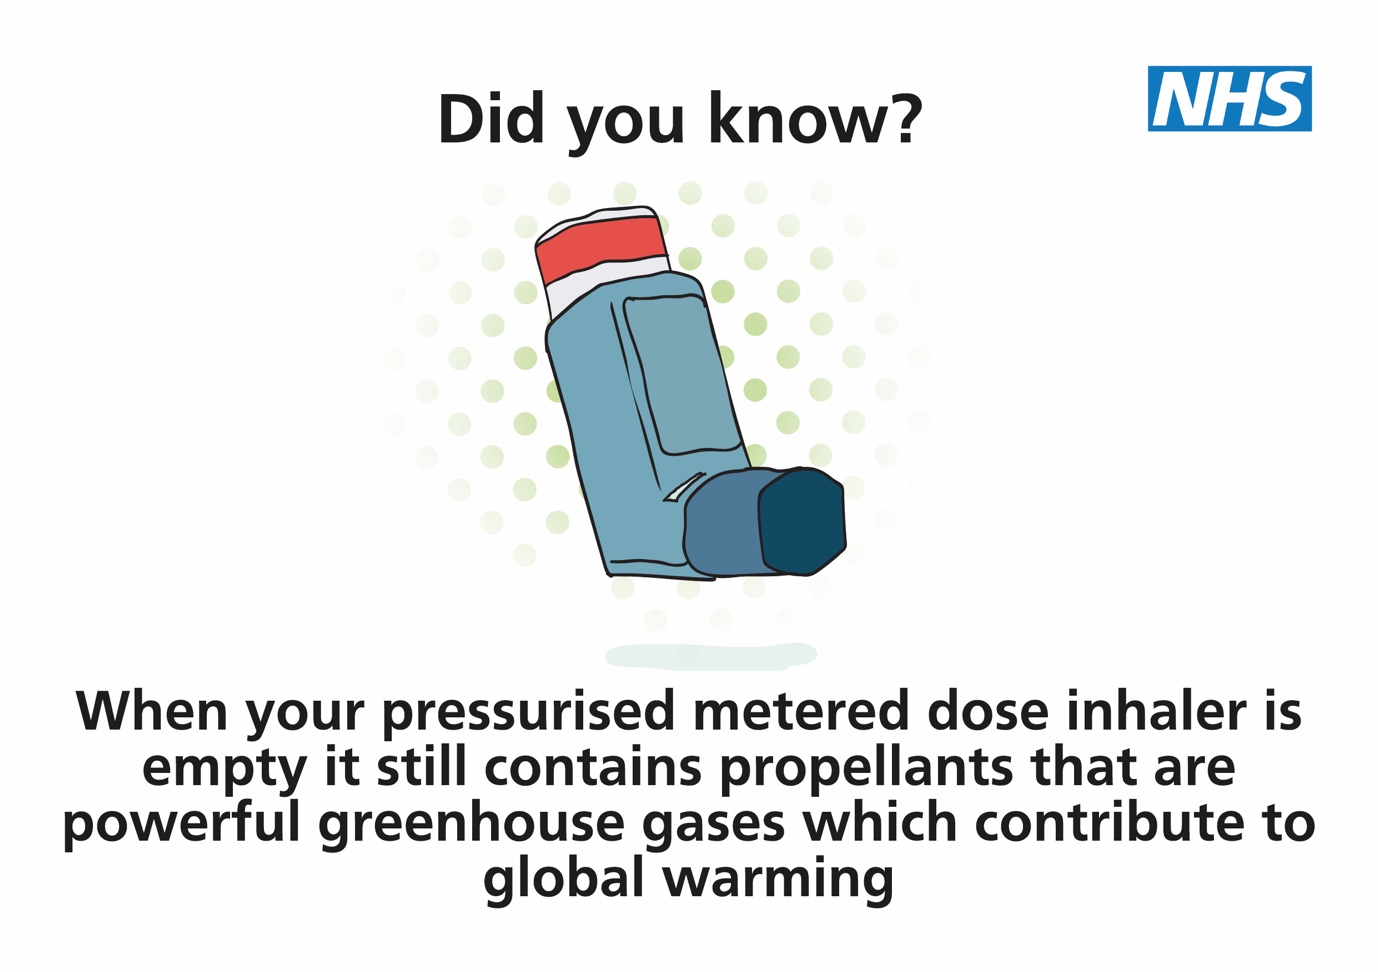 NHS
Did you know?
When your pressurised metered dose inhaler is
empty it still contains propellants that are
powerful greenhouse gases which contribute to
global warming